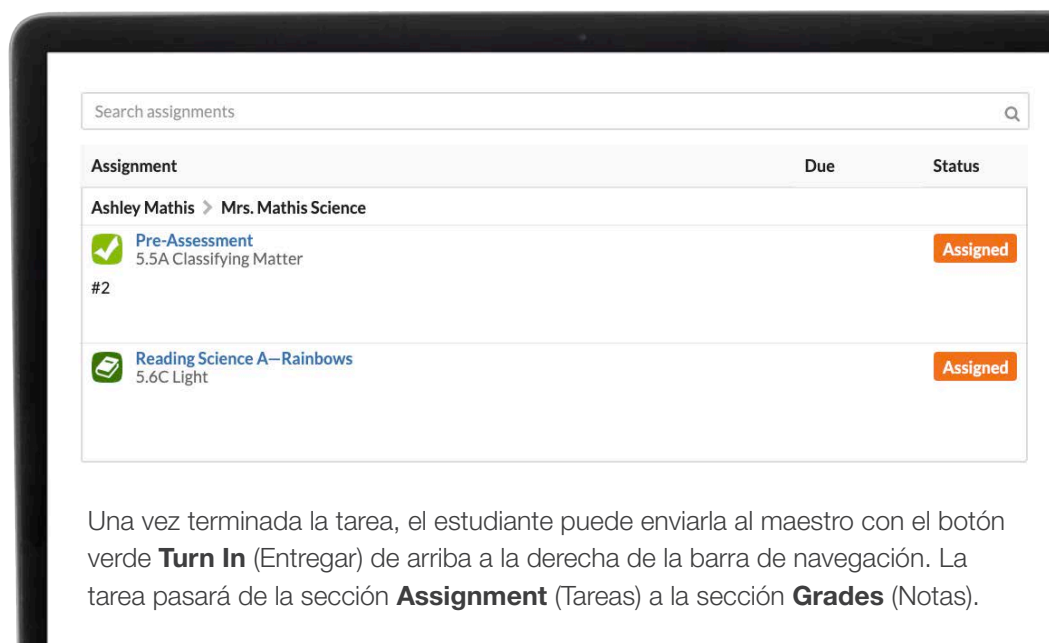 Search assignments
Assignment Due Status
Ashley Mathis > Mrs. Mathis Science
Pre-Assessment Assigned
5.5A Classifying Matter
#2
Reading Science A—Rainbows Assigned
5.6C Light
Una vez terminada la tarea, el estudiante puede enviarla al maestro con el botón
verde Turn In (Entregar) de arriba a la derecha de la barra de navegación. La
tarea pasará de la sección Assignment (Tareas) a la sección Grades (Notas).